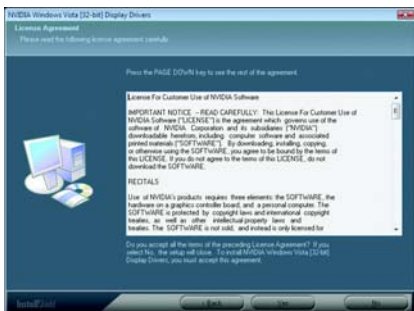 NVIDIA Windows Vista (32-bit) Display Drivers
License Agreement
Please read the following license agreement carefully.
Press the PAGE DOWN key to see the rest of the agreement.
License For Customer Use of NVIDIA Software
IMPORTANT NOTICE -- READ CAREFULLY: This License For Customer Use of
NVIDIA Software ("LICENSE") is the agreement which governs use of the
software of NVIDIA Corporation and its subsidiaries ("NVIDIA")
downloadable herefrom, including computer software and associated
printed materials ("SOFTWARE"). By downloading, installing, copying,
or otherwise using the SOFTWARE, you agree to be bound by the terms of
this LICENSE. If you do not agree to the terms of this LICENSE, do not
download the SOFTWARE.
RECITALS
Use of NVIDIA's products requires three elements: the SOFTWARE, the
hardware on a graphics controller board, and a personal computer. The
SOFTWARE is protected by copyright laws and international copyright
treaties, as well as other intellectual property laws and
treaties. The SOFTWARE is not sold, and instead is only licensed for
Do you accept all the terms of the preceding License Agreement? If you
select No, the setup will close. To install NVIDIA Windows Vista (32-bit)
Display Drivers, you must accept this agreement.
InstallShield
< Back
Yes
No